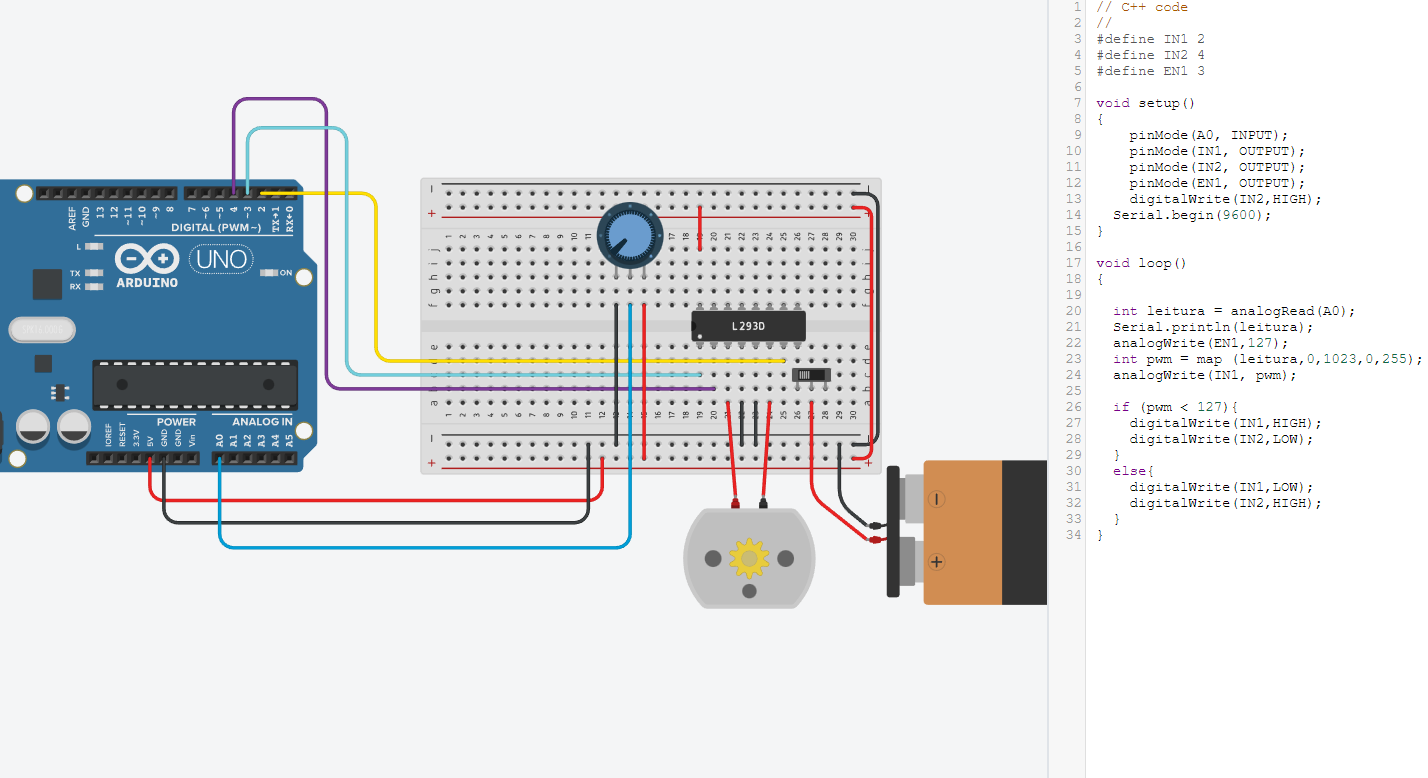 AREF
GND
13
12
~11
~10
~9
8
7
~6
~5
4
~3
2
TX→1
RX←0
DIGITAL (PWM~)
L
TX
RX
ARDUINO
UNO
ON
POWER
ANALOG IN
IOREF
RESET
3.3V
5V
GND
GND
Vin
A0
A1
A2
A3
A4
A5
L293D
1 // C++ code
2 //
3 #define IN1 2
4 #define IN2 4
5 #define EN1 3
6
7 void setup()
8 {
9 pinMode(A0, INPUT);
10 pinMode(IN1, OUTPUT);
11 pinMode(IN2, OUTPUT);
12 pinMode(EN1, OUTPUT);
13 digitalWrite(IN2,HIGH);
14 Serial.begin(9600);
15 }
16
17 void loop()
18 {
19
20 int leitura = analogRead(A0);
21 Serial.println(leitura);
22 analogWrite(EN1,127);
23 int pwm = map (leitura,0,1023,0,255);
24 analogWrite(IN1, pwm);
25
26 if (pwm < 127){
27 digitalWrite(IN1,HIGH);
28 digitalWrite(IN2,LOW);
29 }
30 else{
31 digitalWrite(IN1,LOW);
32 digitalWrite(IN2,HIGH);
33 }
34 }